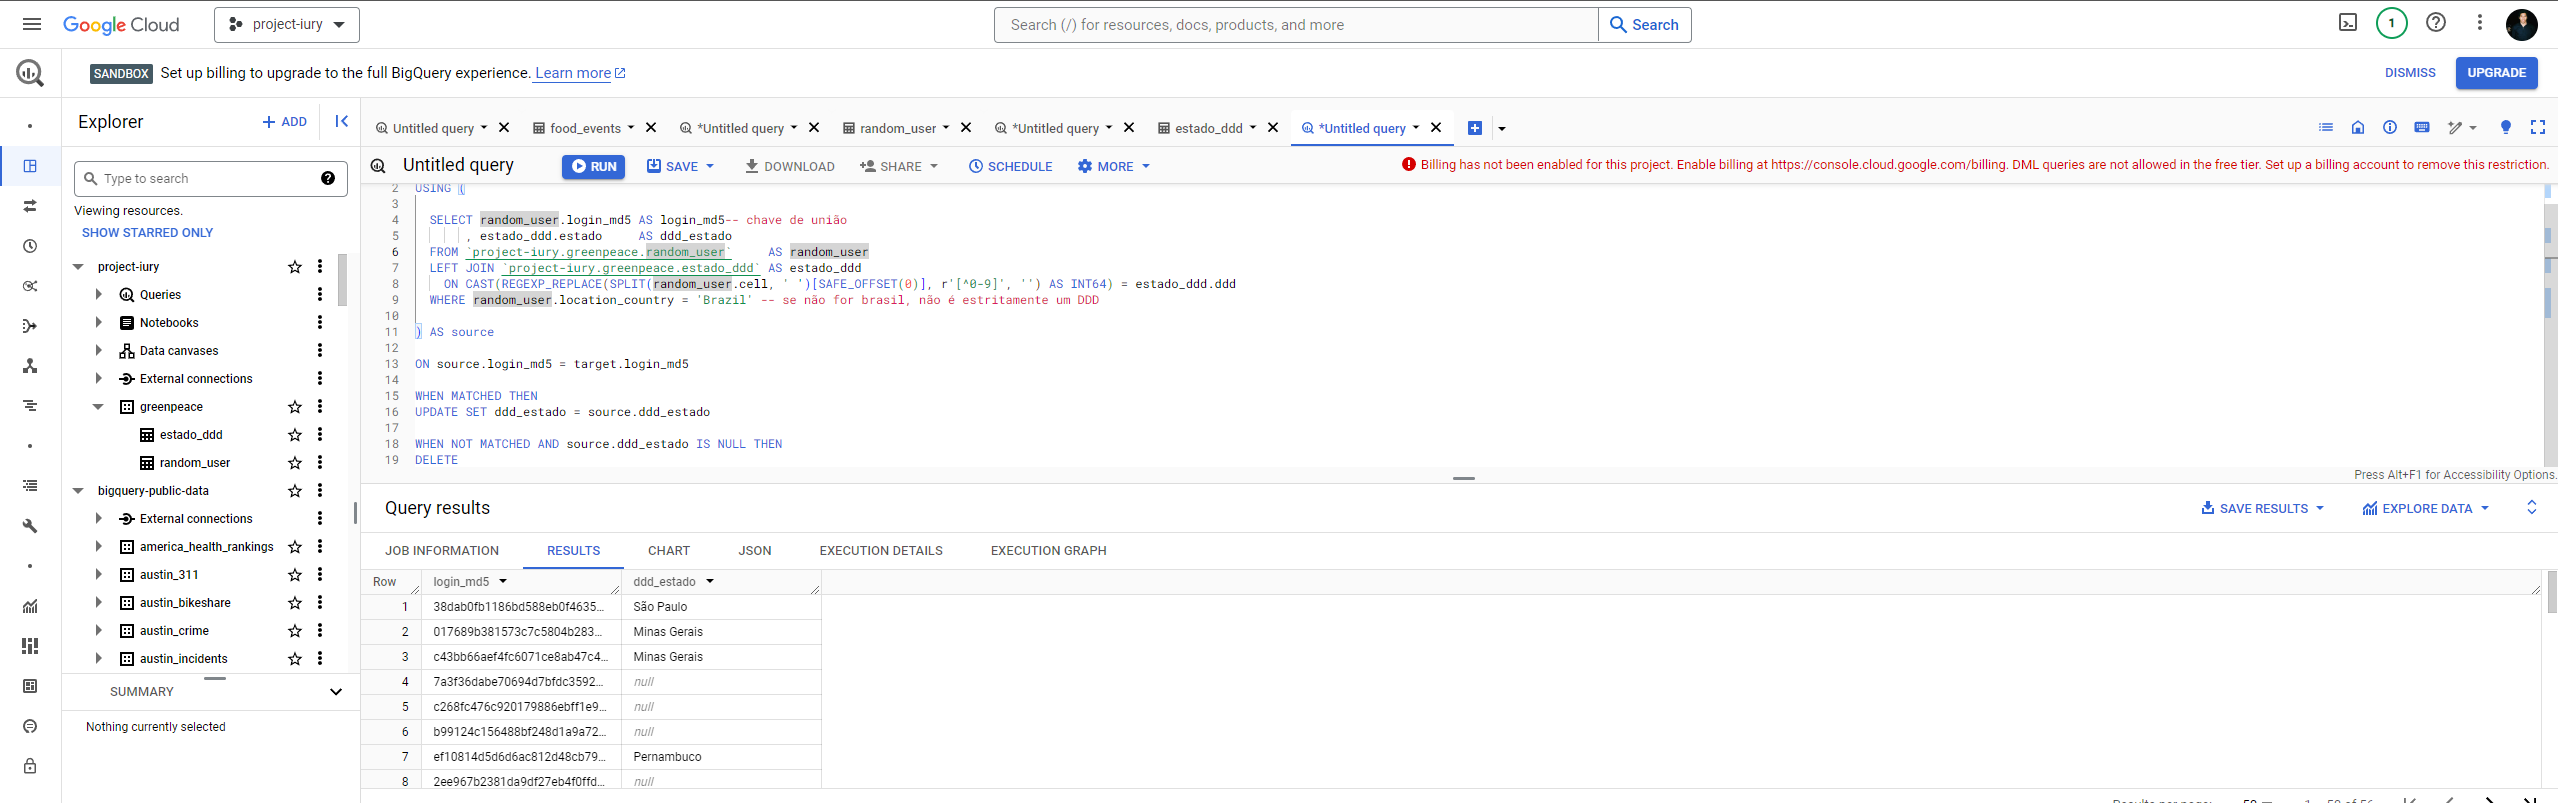 Google Cloud
project-iury
Search (/) for resources, docs, products, and more
Search
1
SANDBOX Set up billing to upgrade to the full BigQuery experience. Learn more
DISMISS
UPGRADE
Explorer
+ ADD
Untitled query
food_events
*Untitled query
random_user
*Untitled query
estado_ddd
*Untitled query
Untitled query
RUN
SAVE
DOWNLOAD
SHARE
SCHEDULE
MORE
Billing has not been enabled for this project. Enable billing at https://console.cloud.google.com/billing. DML queries are not allowed in the free tier. Set up a billing account to remove this restriction.
Type to search
Viewing resources.
SHOW STARRED ONLY
project-iury
Queries
Notebooks
Data canvases
External connections
greenpeace
estado_ddd
random_user
bigquery-public-data
External connections
america_health_rankings
austin_311
austin_bikeshare
austin_crime
austin_incidents
SUMMARY
Nothing currently selected
2 USING (
3
4 SELECT random_user.login_md5 AS login_md5-- chave de união
5 , estado_ddd.estado AS ddd_estado
6 FROM `project-iury.greenpeace.random_user` AS random_user
7 LEFT JOIN `project-iury.greenpeace.estado_ddd` AS estado_ddd
8 ON CAST(REGEXP_REPLACE(SPLIT(random_user.cell, ' ')[SAFE_OFFSET(0)], r'[^0-9]', '') AS INT64) = estado_ddd.ddd
9 WHERE random_user.location_country = 'Brazil' -- se não for brasil, não é estritamente um DDD
10
11 ) AS source
12
13 ON source.login_md5 = target.login_md5
14
15 WHEN MATCHED THEN
16 UPDATE SET ddd_estado = source.ddd_estado
17
18 WHEN NOT MATCHED AND source.ddd_estado IS NULL THEN
19 DELETE
Press Alt+F1 for Accessibility Options.
Query results
SAVE RESULTS
EXPLORE DATA
JOB INFORMATION
RESULTS
CHART
JSON
EXECUTION DETAILS
EXECUTION GRAPH
Row login_md5 ddd_estado
1 38dab0fb1186bd588eb0f4635... São Paulo
2 017689b381573c7c5804b283... Minas Gerais
3 c43bb66aef4fc6071ce8ab47c4... Minas Gerais
4 7a3f36dabe70694d7bfdc3592... null
5 c268fc476c920179886ebff1e9... null
6 b99124c156488bf248d1a9a72... null
7 ef10814d5d6d6ac812d48cb79... Pernambuco
8 2ee967b2381da9df27eb4f0ffd... null